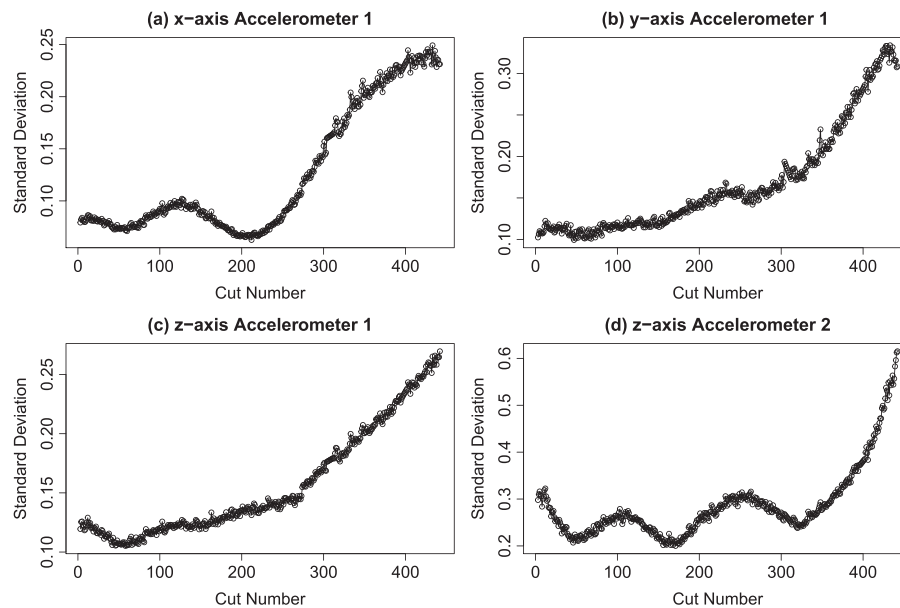 (a) x−axis Accelerometer 1
Standard Deviation
0.10 0.15 0.20 0.25
0 100 200 300 400
Cut Number
(b) y−axis Accelerometer 1
Standard Deviation
0.10 0.20 0.30
0 100 200 300 400
Cut Number
(c) z−axis Accelerometer 1
Standard Deviation
0.10 0.15 0.20 0.25
0 100 200 300 400
Cut Number
(d) z−axis Accelerometer 2
Standard Deviation
0.2 0.3 0.4 0.5 0.6
0 100 200 300 400
Cut Number